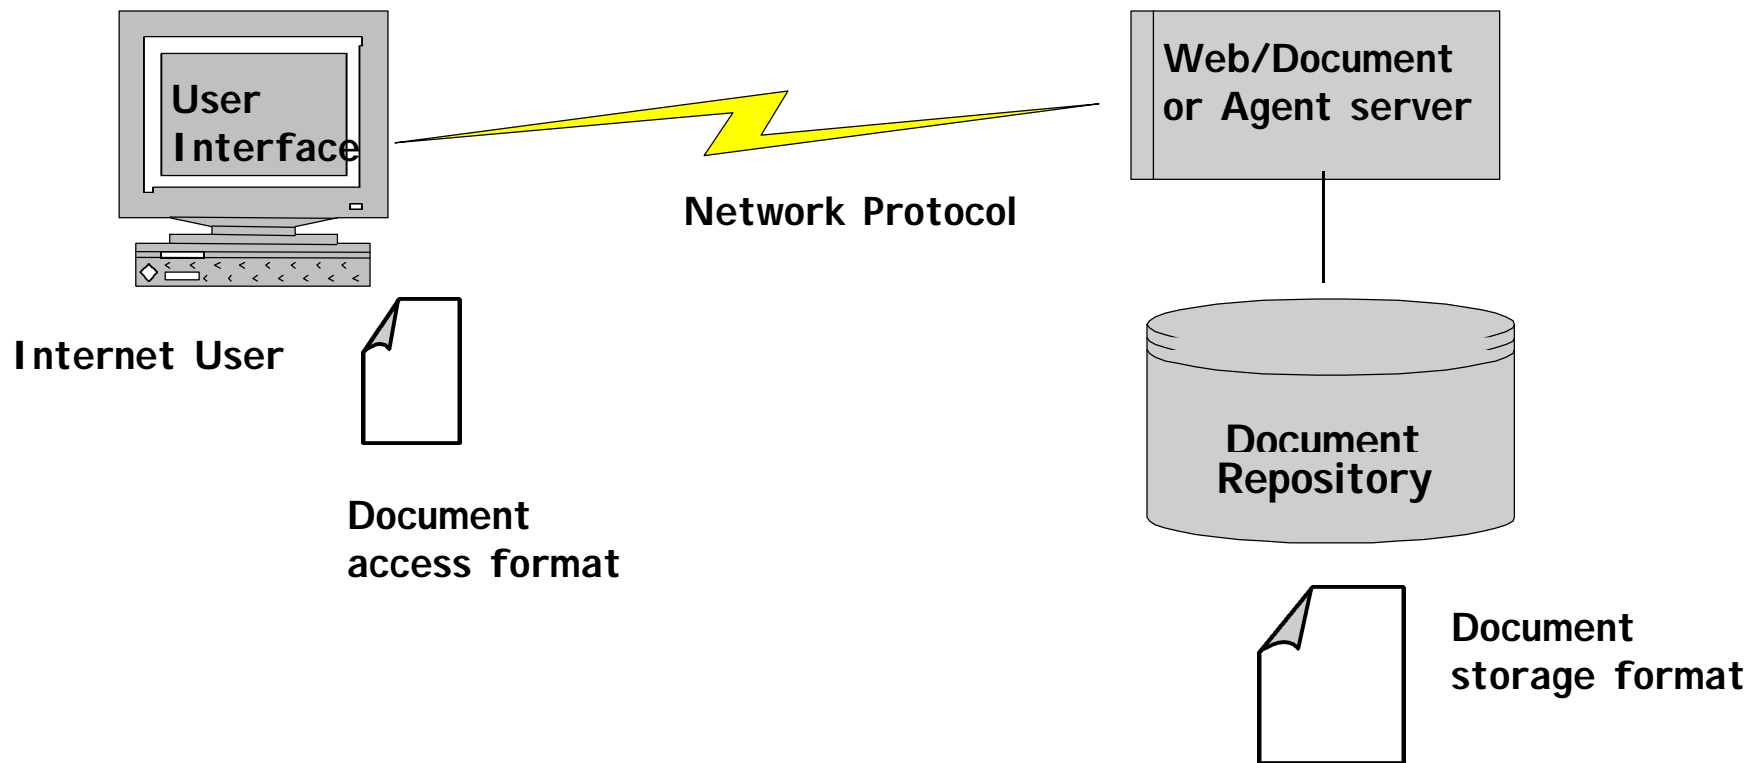 User
Interface
Web/Document
or Agent server
Network Protocol
Internet User
Document
access format
Document
Repository
Document
storage format